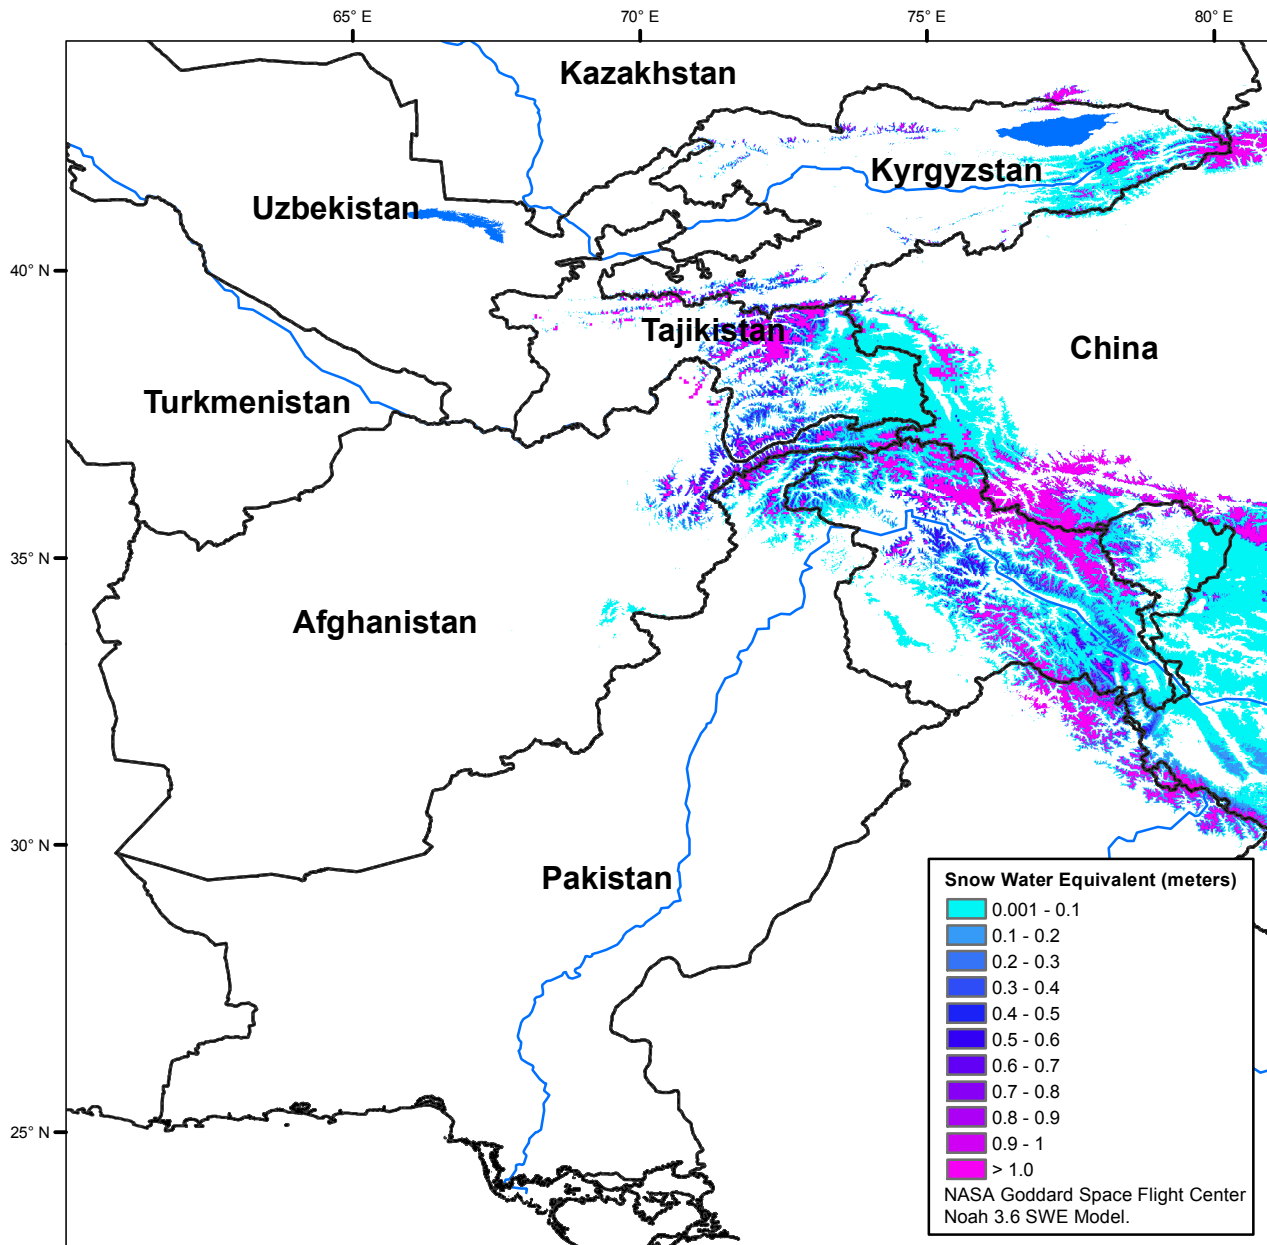 65° E
70° E
75° E
80° E
Kazakhstan
Kyrgyzstan
Uzbekistan
40° N
Tajikistan
China
Turkmenistan
35° N
Afghanistan
30° N
Pakistan
25° N
Snow Water Equivalent (meters)
0.001 - 0.1
0.1 - 0.2
0.2 - 0.3
0.3 - 0.4
0.4 - 0.5
0.5 - 0.6
0.6 - 0.7
0.7 - 0.8
0.8 - 0.9
0.9 - 1
> 1.0
NASA Goddard Space Flight Center
Noah 3.6 SWE Model.